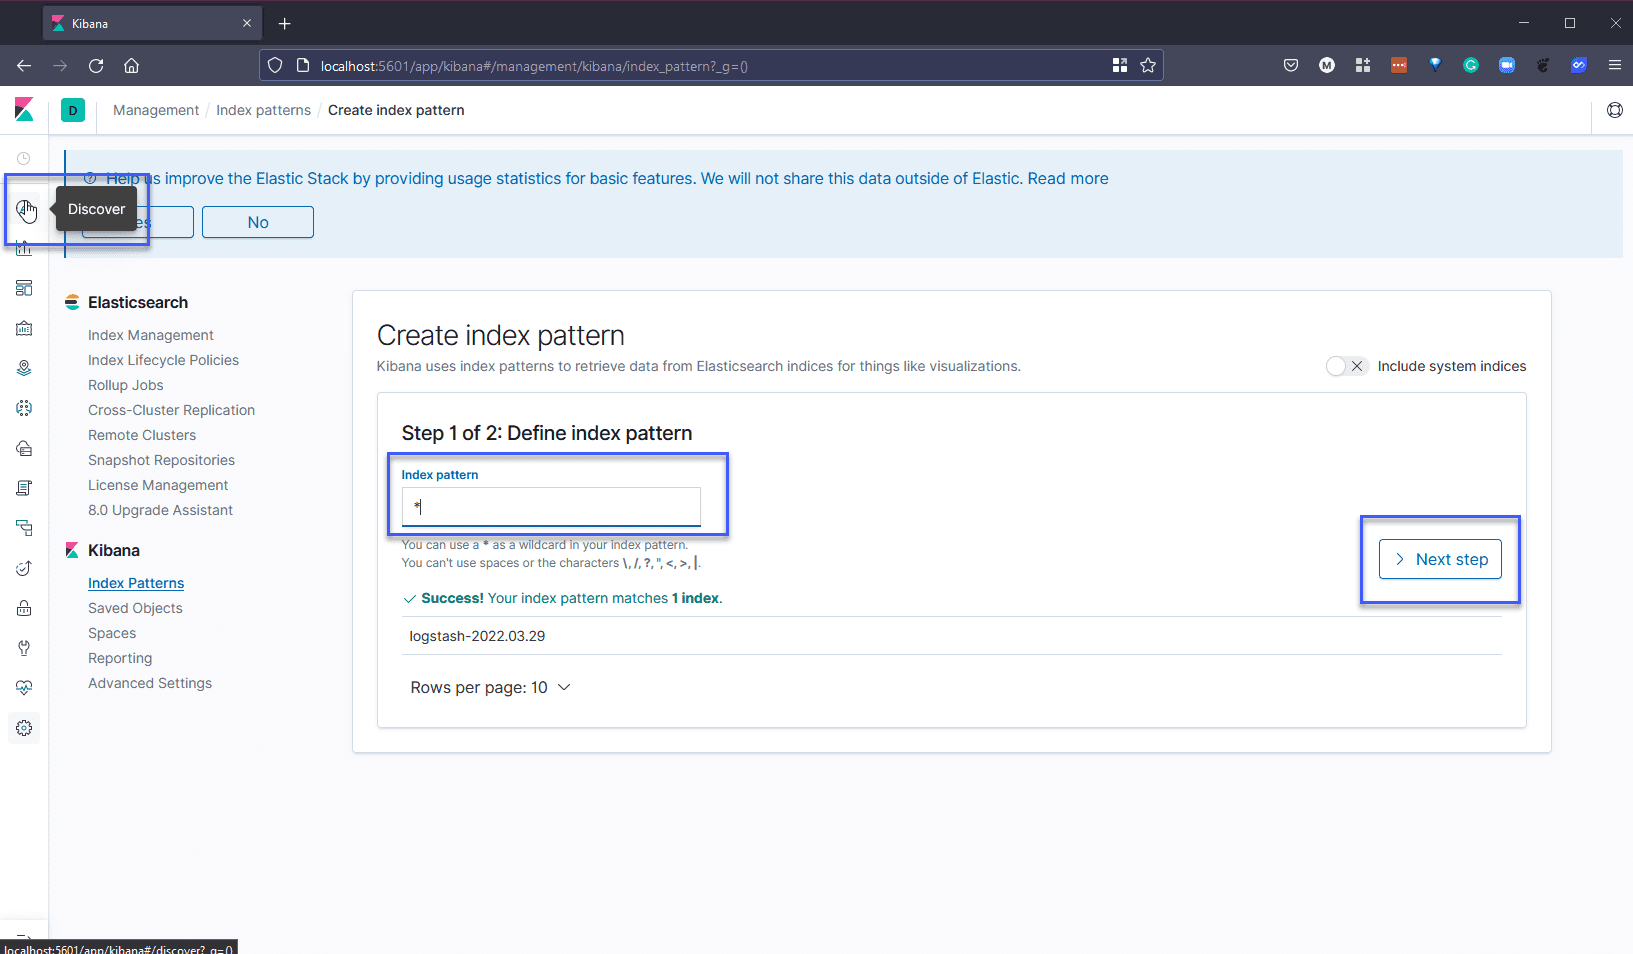 Kibana
localhost:5601/app/kibana#/management/kibana/index_pattern?_g=()
D
Management / Index patterns / Create index pattern
Help us improve the Elastic Stack by providing usage statistics for basic features. We will not share this data outside of Elastic. Read more
Discover
No
Elasticsearch
Index Management
Index Lifecycle Policies
Rollup Jobs
Cross-Cluster Replication
Remote Clusters
Snapshot Repositories
License Management
8.0 Upgrade Assistant
Kibana
Index Patterns
Saved Objects
Spaces
Reporting
Advanced Settings
Create index pattern
Kibana uses index patterns to retrieve data from Elasticsearch indices for things like visualizations.
Include system indices
Step 1 of 2: Define index pattern
Index pattern
*
You can use a * as a wildcard in your index pattern.
You can't use spaces or the characters \, /, ?, ", <, >, |.
Next step
Success! Your index pattern matches 1 index.
logstash-2022.03.29
Rows per page: 10
localhost:5601/app/kibana#/discover?_g=()